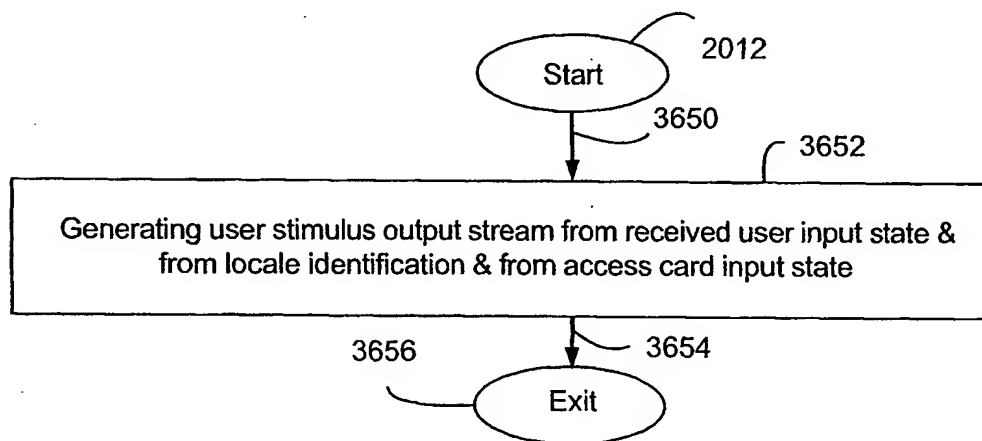 2012
Start
3650
3652
Generating user stimulus output stream from received user input state &
from locale identification & from access card input state
3656
3654
Exit